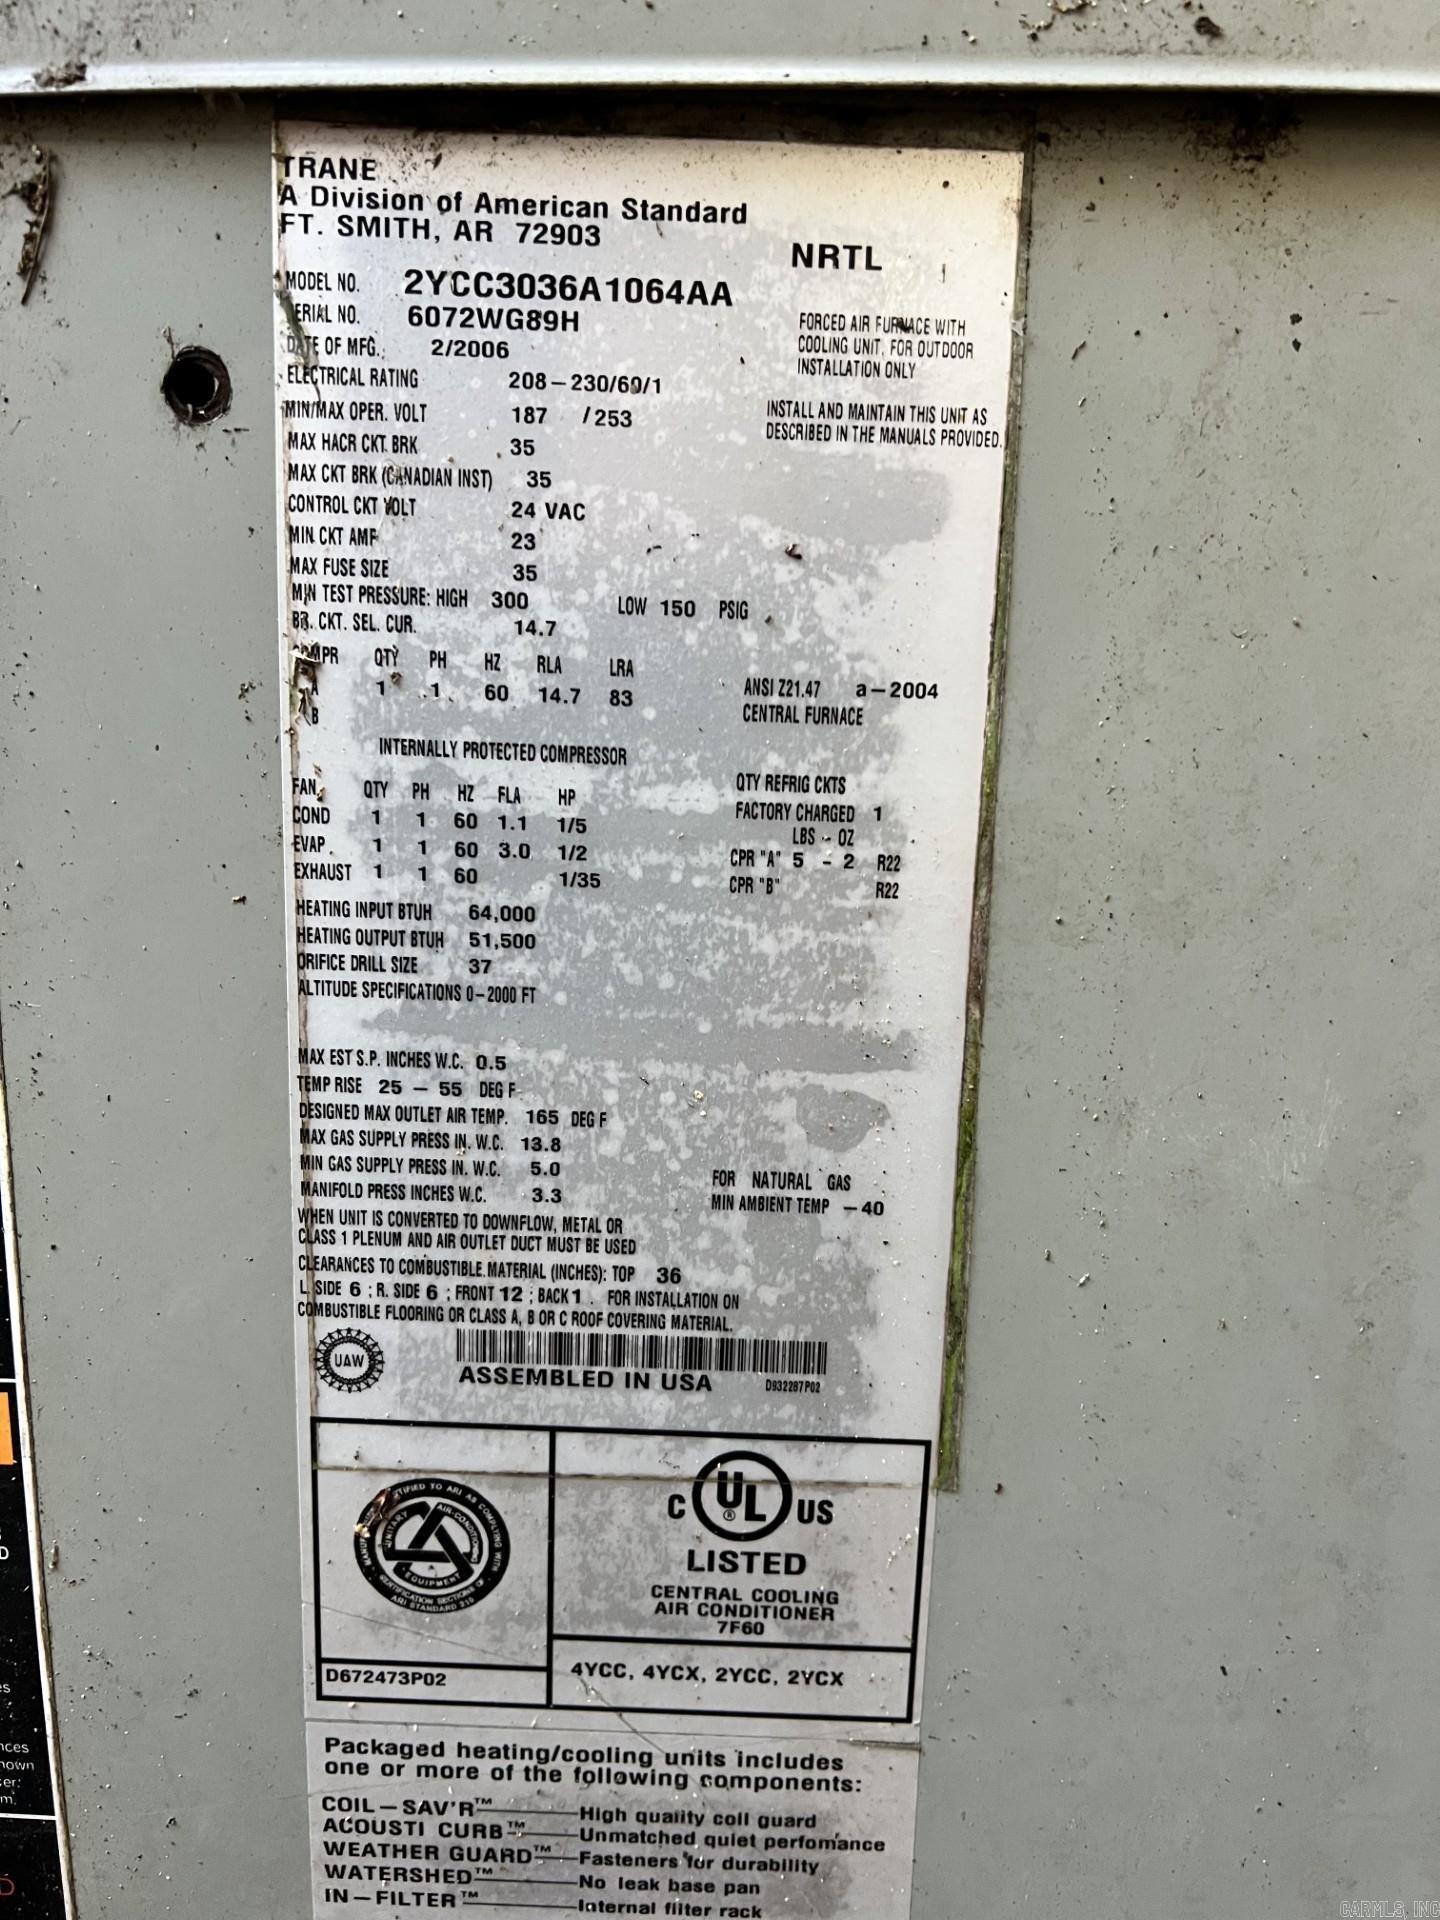 TRANE
A Division of American Standard
FT. SMITH, AR 72903
NRTL
MODEL NO. 2YCC3036A1064AA
ERIAL NO. 6072WG89H
DATE OF MFG. 2/2006
FORCED AIR FURNACE WITH
COOLING UNIT, FOR OUTDOOR
INSTALLATION ONLY
ELECTRICAL RATING 208-230/60/1
MIN/MAX OPER. VOLT 187 /253
INSTALL AND MAINTAIN THIS UNIT AS
DESCRIBED IN THE MANUALS PROVIDED.
MAX HACR CKT. BRK 35
MAX CKT BRK (CANADIAN INST) 35
CONTROL CKT VOLT 24 VAC
MIN. CKT AMP 23
MAX FUSE SIZE 35
MIN TEST PRESSURE: HIGH 300 LOW 150 PSIG
BR. CKT. SEL. CUR. 14.7
COMPR QTY PH HZ RLA LRA
A 1 1 60 14.7 83
B
ANSI Z21.47 a-2004
CENTRAL FURNACE
INTERNALLY PROTECTED COMPRESSOR
FAN QTY PH HZ FLA HP
COND 1 1 60 1.1 1/5
EVAP. 1 1 60 3.0 1/2
EXHAUST 1 1 60 1/35
QTY REFRIG CKTS
FACTORY CHARGED 1
LBS - OZ
CPR "A" 5 - 2 R22
CPR "B" R22
HEATING INPUT BTUH 64,000
HEATING OUTPUT BTUH 51,500
ORIFICE DRILL SIZE 37
ALTITUDE SPECIFICATIONS 0-2000 FT
MAX EST S.P. INCHES W.C. 0.5
TEMP RISE 25 - 55 DEG F
DESIGNED MAX OUTLET AIR TEMP. 165 DEG F
MAX GAS SUPPLY PRESS IN. W.C. 13.8
MIN GAS SUPPLY PRESS IN. W.C. 5.0
MANIFOLD PRESS INCHES W.C. 3.3
FOR NATURAL GAS
MIN AMBIENT TEMP -40
WHEN UNIT IS CONVERTED TO DOWNFLOW, METAL OR
CLASS 1 PLENUM AND AIR OUTLET DUCT MUST BE USED
CLEARANCES TO COMBUSTIBLE MATERIAL (INCHES): TOP 36
L. SIDE 6 ; R. SIDE 6 ; FRONT 12 ; BACK 1 . FOR INSTALLATION ON
COMBUSTIBLE FLOORING OR CLASS A, B OR C ROOF COVERING MATERIAL.
UAW
ASSEMBLED IN USA D932287P02
UNITARY AIR-CONDITIONING EQUIPMENT
CERTIFICATION SECTIONS OF
ARI STANDARD 210
C UL ® US
LISTED
CENTRAL COOLING
AIR CONDITIONER
7F60
D672473P02
4YCC, 4YCX, 2YCC, 2YCX
Packaged heating/cooling units includes
one or more of the following components:
COIL-SAV'R™ High quality coil guard
ACOUSTI CURB™ Unmatched quiet perfomance
WEATHER GUARD™ Fasteners for durability
WATERSHED™ No leak base pan
IN-FILTER™ Internal filter rack
CARMLS, INC